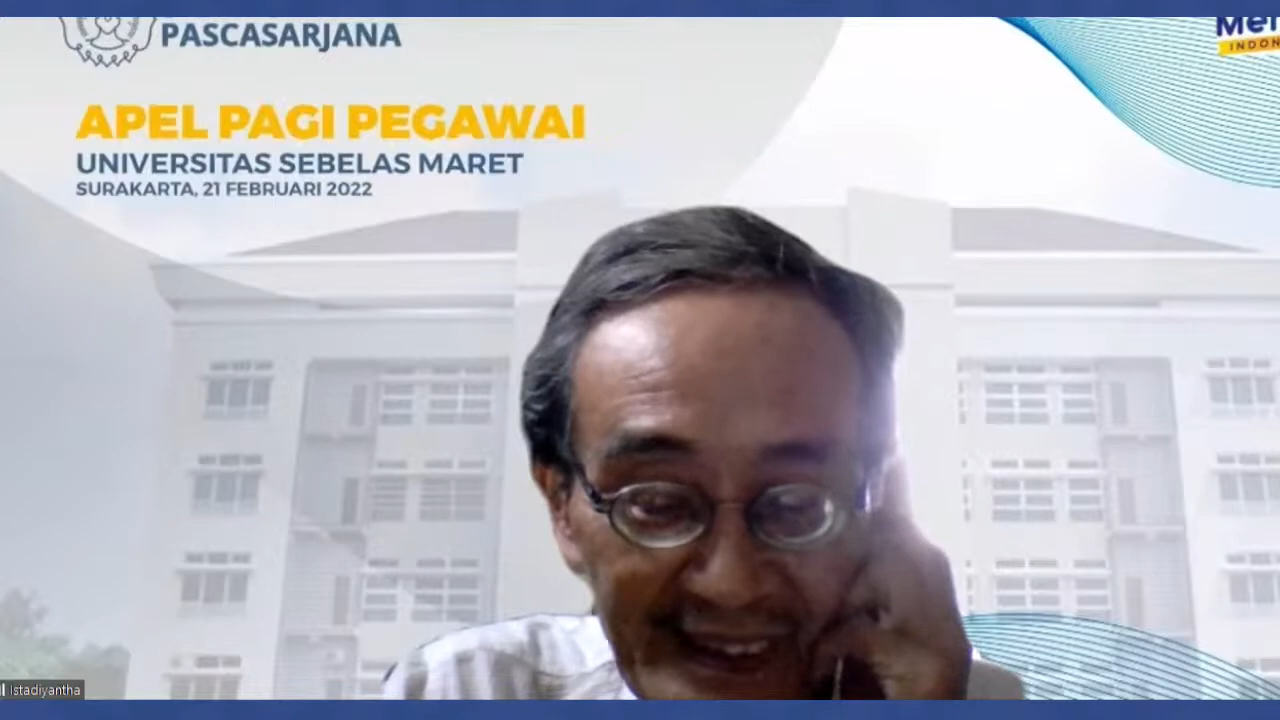 PASCASARJANA
APEL PAGI PEGAWAI
UNIVERSITAS SEBELAS MARET
SURAKARTA, 21 FEBRUARI 2022
Istadiyantha